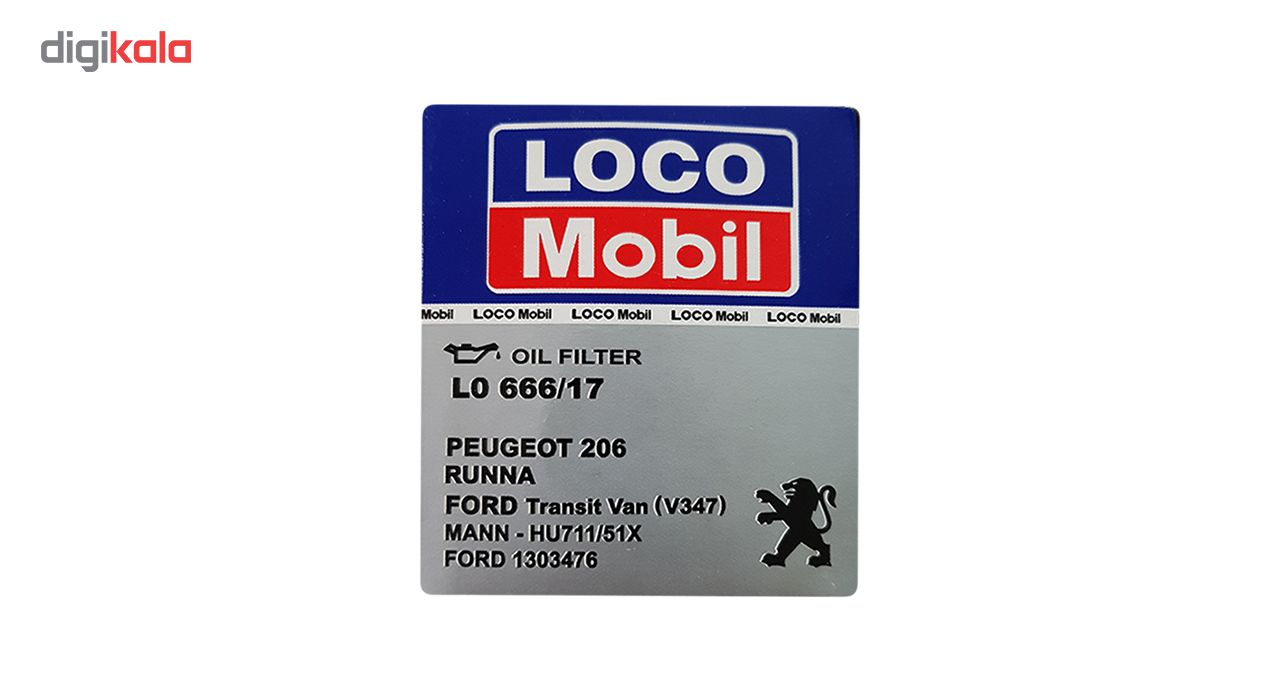 digikala
LOCO
Mobil
Mobil LOCO Mobil LOCO Mobil LOCO Mobil LOCO Mobil
OIL FILTER
LO 666/17
PEUGEOT 206
RUNNA
FORD Transit Van (V347)
MANN - HU711/51X
FORD 1303476